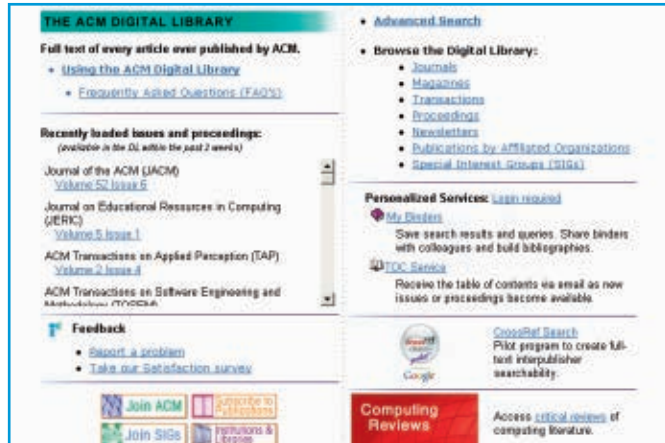 THE ACM DIGITAL LIBRARY
Full text of every article ever published by ACM.
• Using the ACM Digital Library
• Frequently Asked Questions (FAQ's)
Recently loaded issues and proceedings:
(available in the DL within the past 2 weeks)
Journal of the ACM (JACM)
Volume 52 Issue 6
Journal on Educational Resources in Computing
(JERIC)
Volume 5 Issue 1
ACM Transactions on Applied Perception (TAP)
Volume 2 Issue 4
ACM Transactions on Software Engineering and
Methodology (TOSEM)
Feedback
• Report a problem
• Take our Satisfaction survey
Join ACM
Subscribe to
Publications
Join SIGs
Institutions &
Libraries
• Advanced Search
• Browse the Digital Library:
• Journals
• Magazines
• Transactions
• Proceedings
• Newsletters
• Publications by Affiliated Organizations
• Special Interest Groups (SIGs)
Personalized Services: Login required
My Binders
Save search results and queries. Share binders
with colleagues and build bibliographies.
TOC Service
Receive the table of contents via email as new
issues or proceedings become available.
crossref
Google
CrossRef Search
Pilot program to create full-
text interpublisher
searchability.
Computing
Reviews
Access critical reviews of
computing literature.